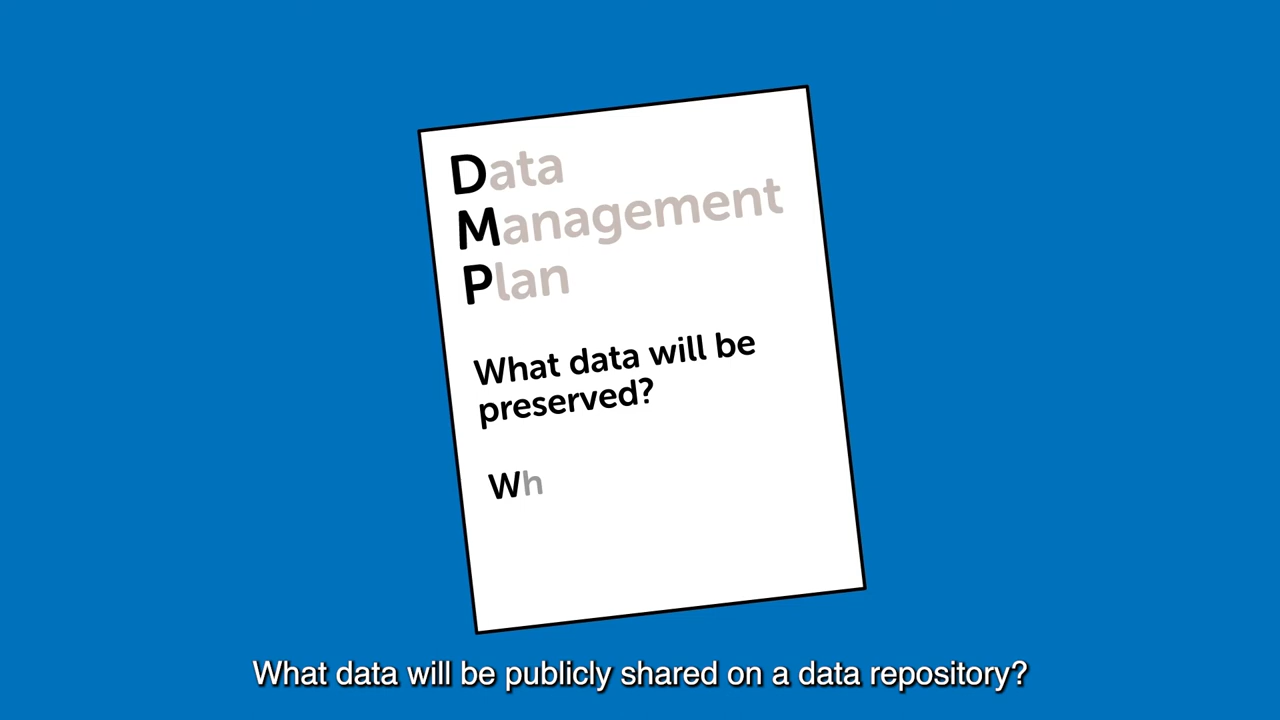 Data
Management
Plan
What data will be
preserved?
Wh
What data will be publicly shared on a data repository?